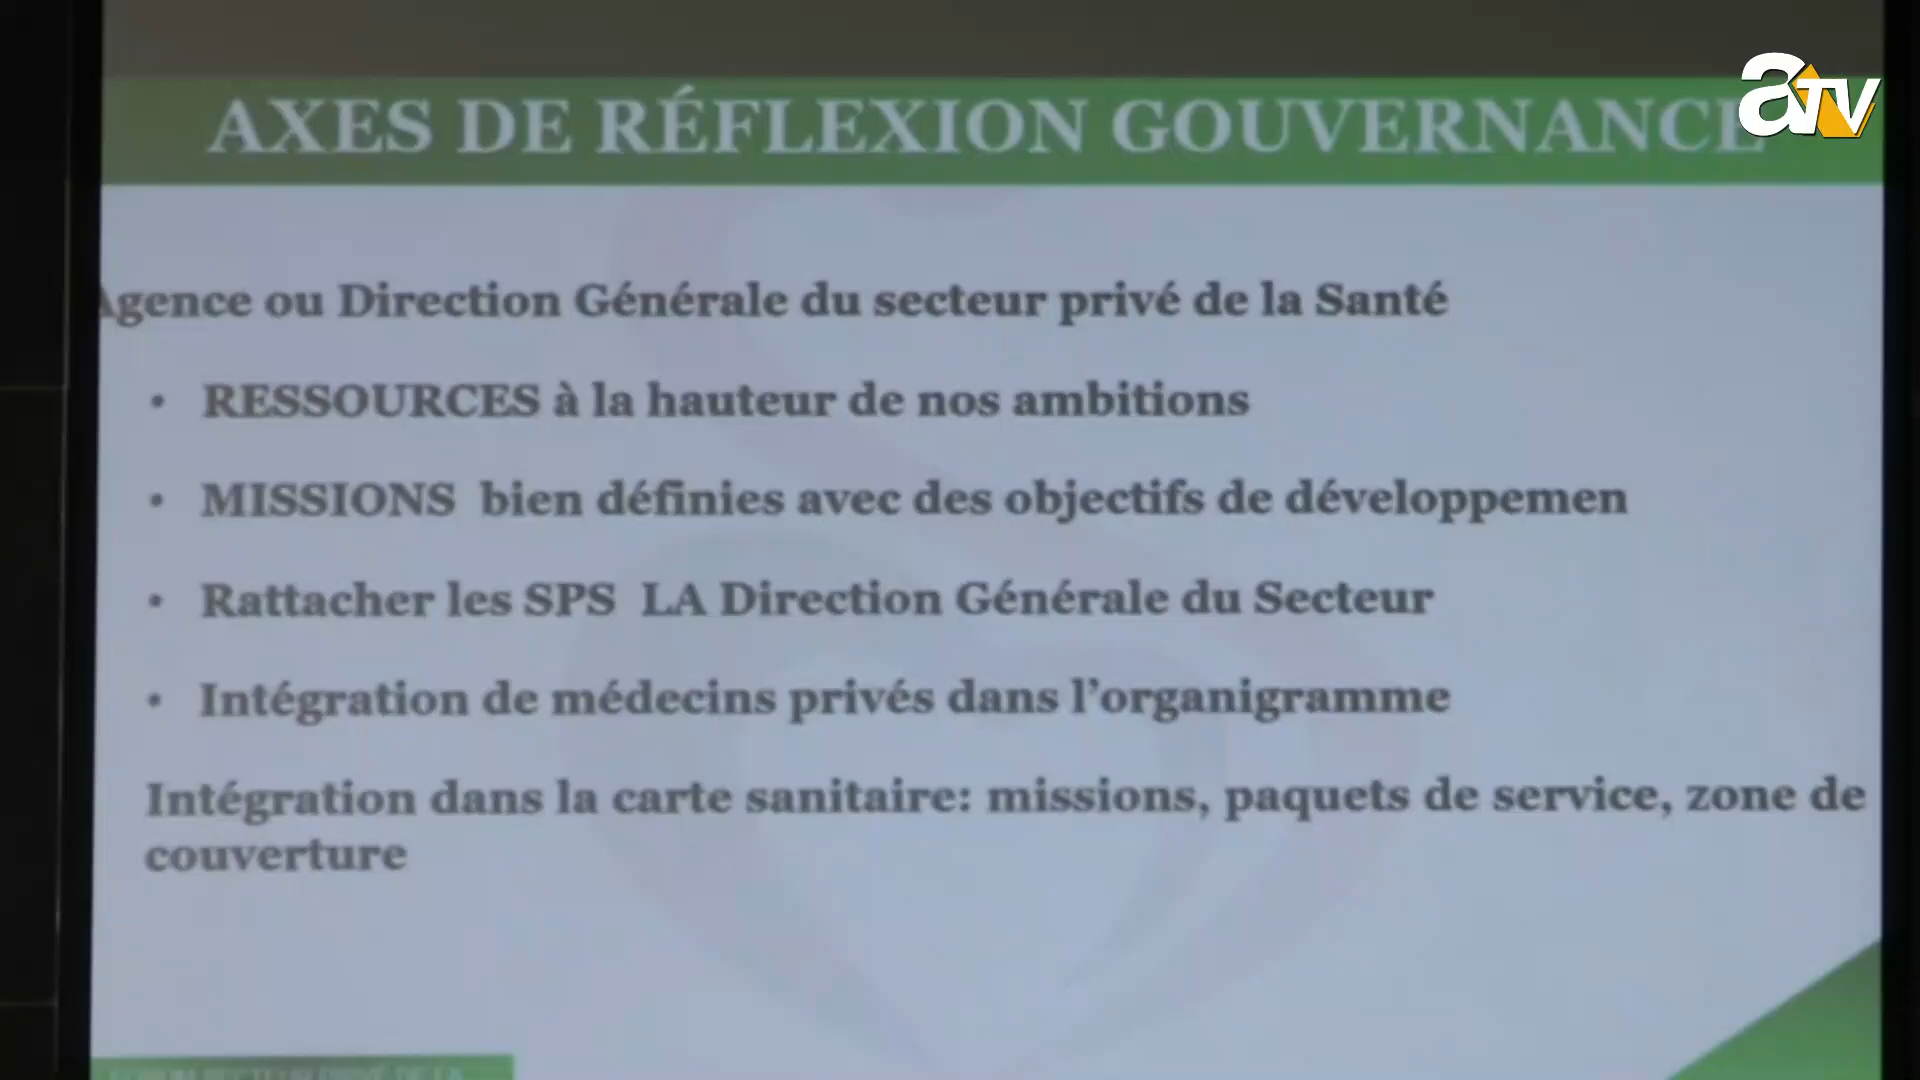 aTV
AXES DE RÉFLEXION GOUVERNANCE
Agence ou Direction Générale du secteur privé de la Santé
• RESSOURCES à la hauteur de nos ambitions
• MISSIONS bien définies avec des objectifs de développemen
• Rattacher les SPS LA Direction Générale du Secteur
• Intégration de médecins privés dans l’organigramme
Intégration dans la carte sanitaire: missions, paquets de service, zone de
couverture